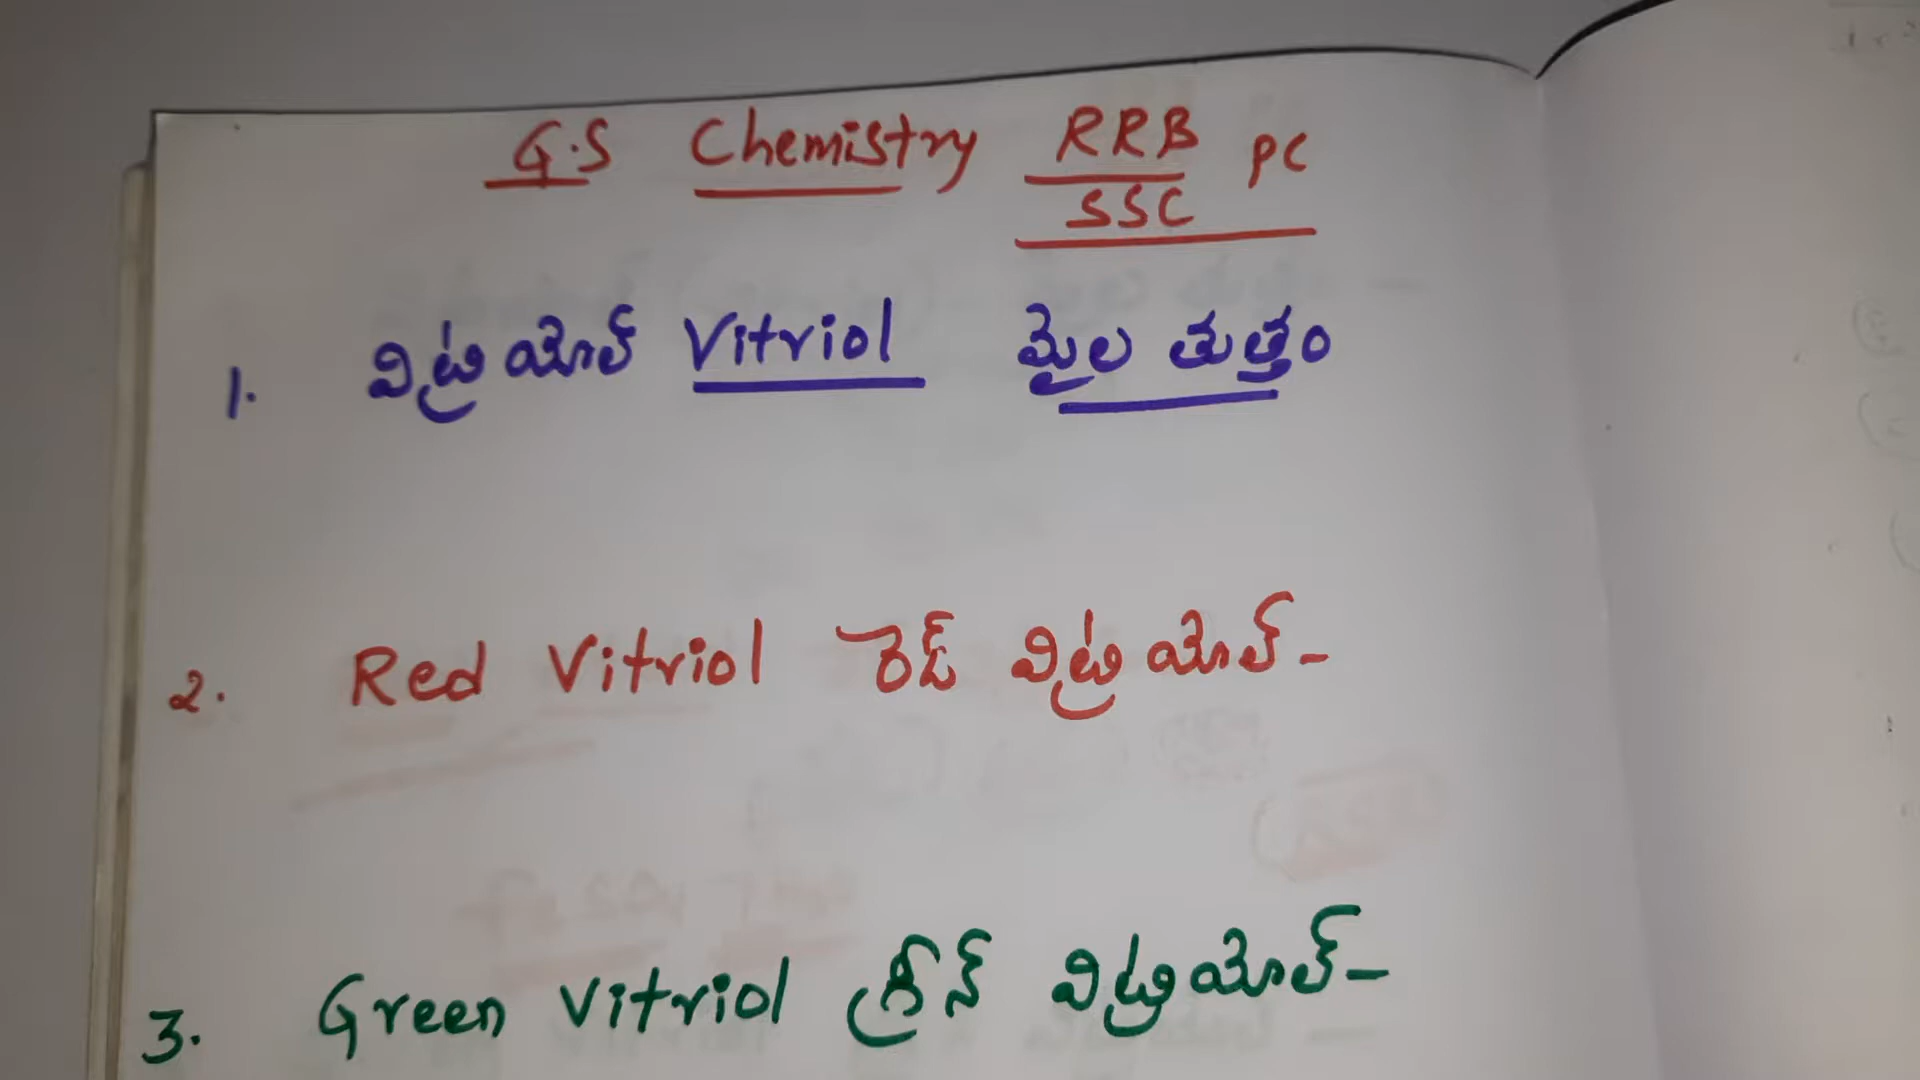 G.S Chemistry RRB PC
SSC
1. విట్రియోల్ Vitriol మైల తుత్తం
2. Red Vitriol రెడ్ విట్రియోల్-
3. Green Vitriol గ్రీన్ విట్రియోల్-